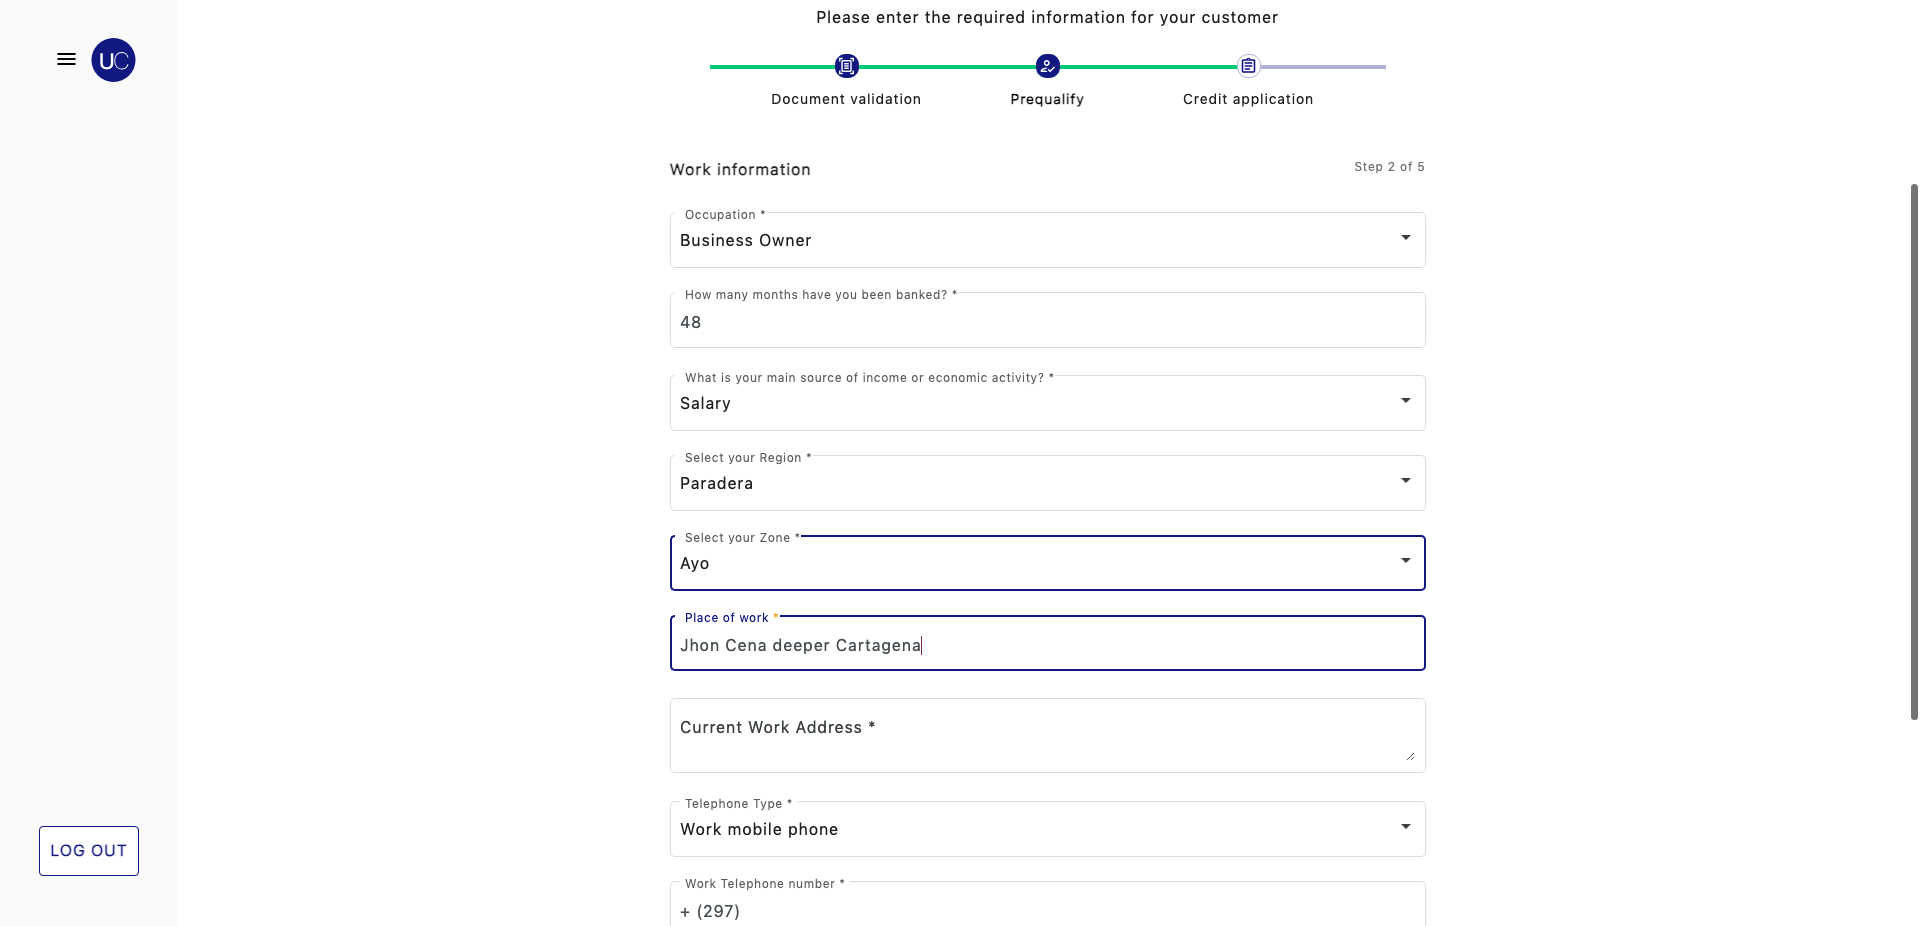 Please enter the required information for your customer
UC
Document validation
Prequalify
Credit application
Work information
Step 2 of 5
Occupation *
Business Owner
How many months have you been banked? *
48
What is your main source of income or economic activity? *
Salary
Select your Region *
Paradera
Select your Zone *
Ayo
Place of work *
Jhon Cena deeper Cartagena
Current Work Address *
Telephone Type *
Work mobile phone
LOG OUT
Work Telephone number *
+ (297)